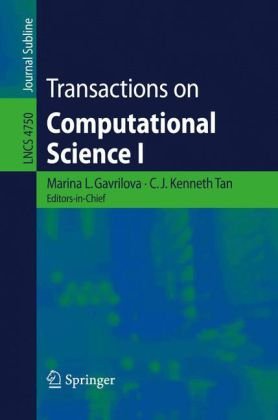 Journal Subline
LNCS 4750
Transactions on
Computational
Science I
Marina L. Gavrilova · C. J. Kenneth Tan
Editors-in-Chief
Springer